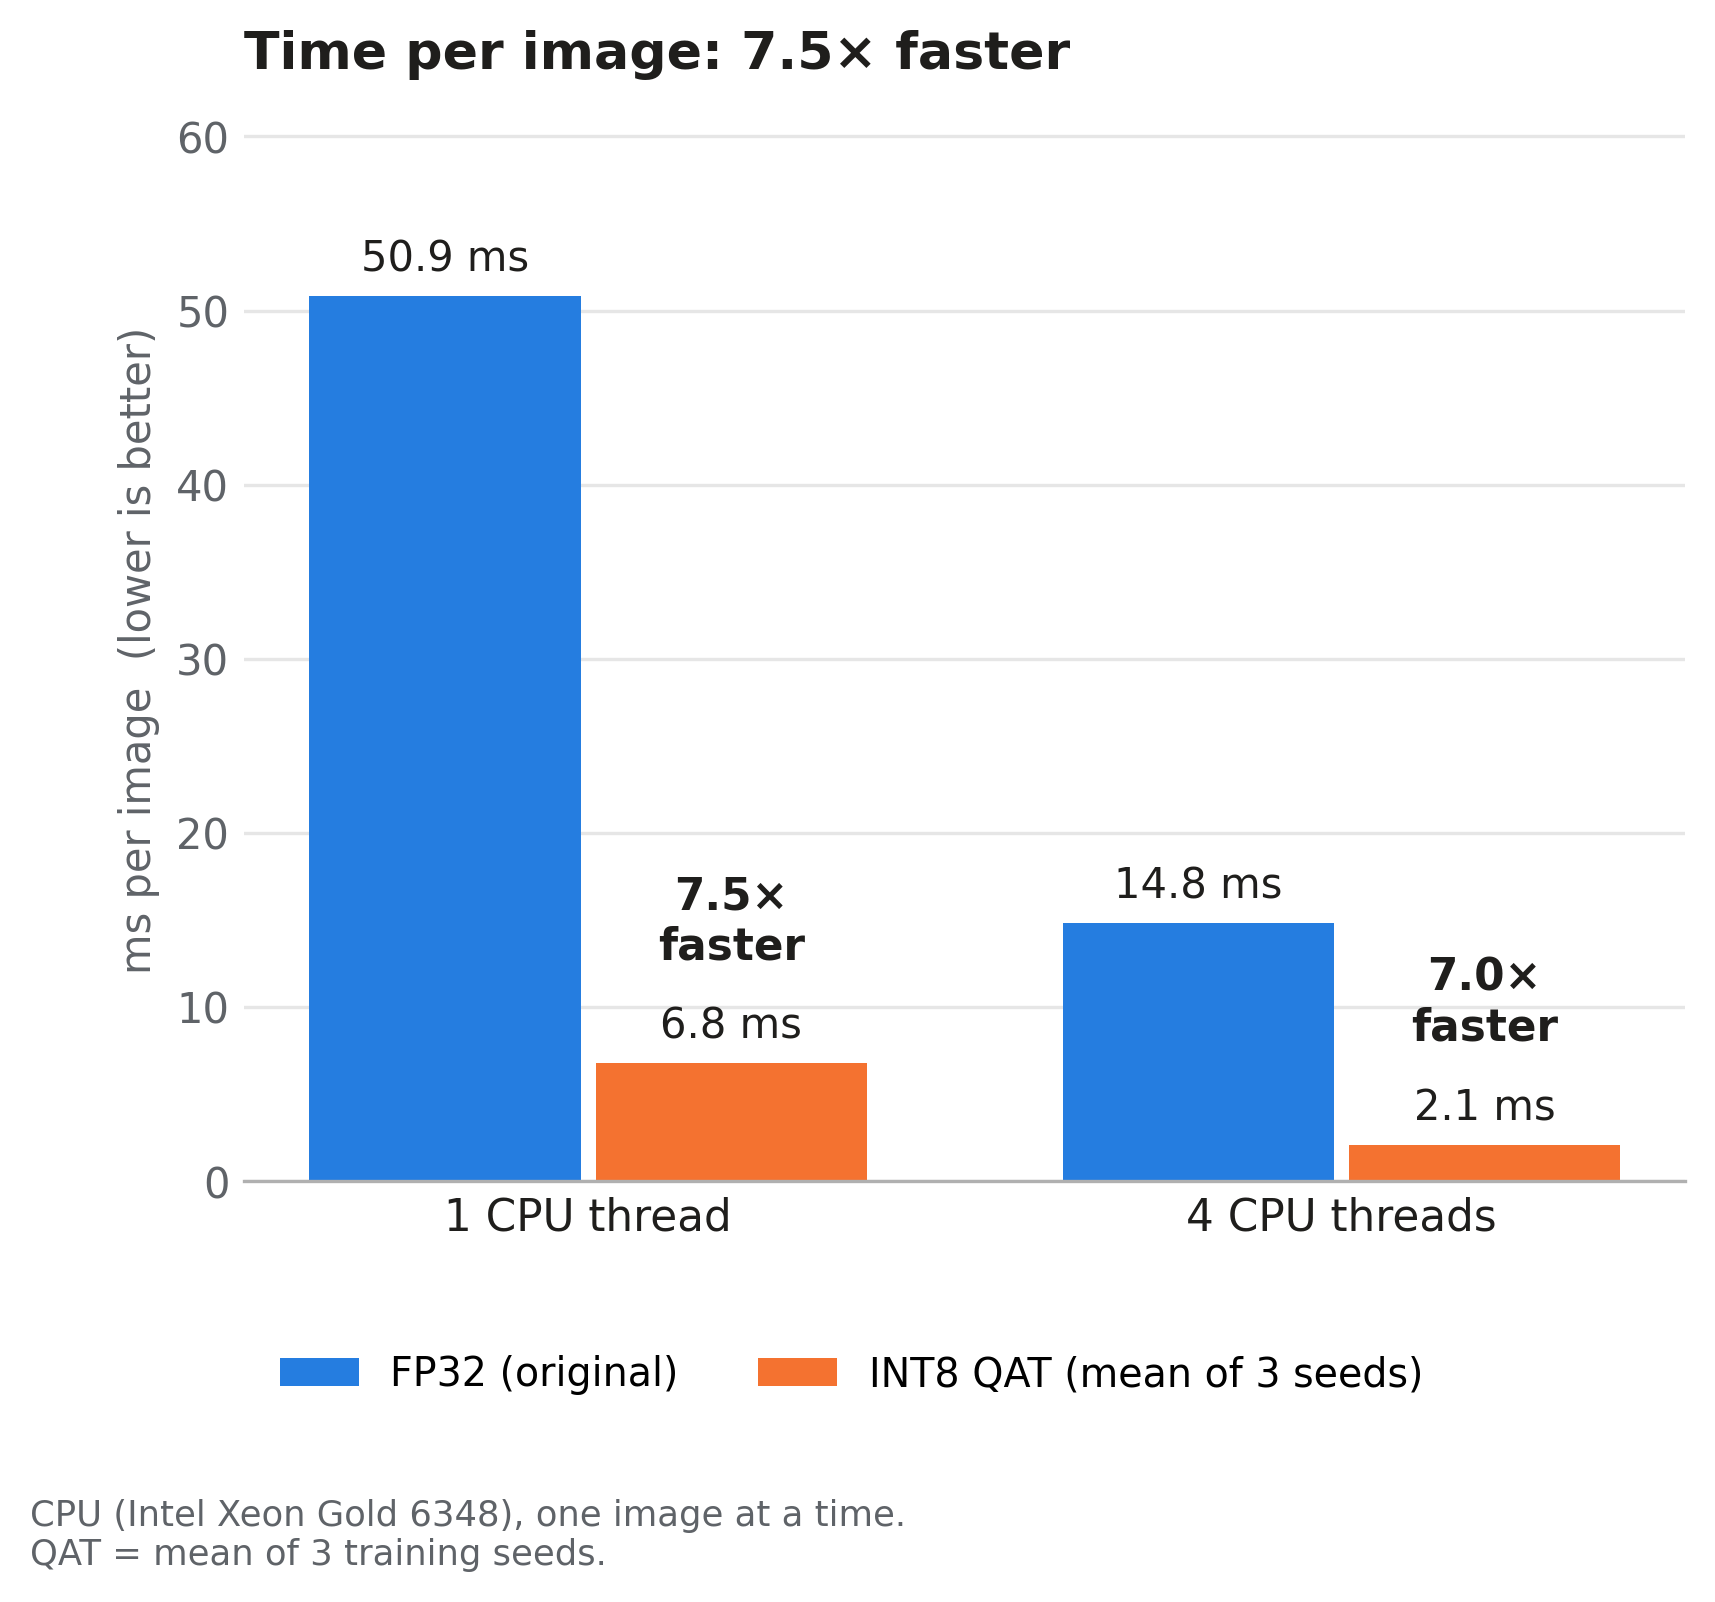 Time per image: 7.5× faster
ms per image (lower is better)
60
50
40
30
20
10
0
50.9 ms
7.5×
faster
6.8 ms
14.8 ms
7.0×
faster
2.1 ms
1 CPU thread
4 CPU threads
FP32 (original)
INT8 QAT (mean of 3 seeds)
CPU (Intel Xeon Gold 6348), one image at a time.
QAT = mean of 3 training seeds.